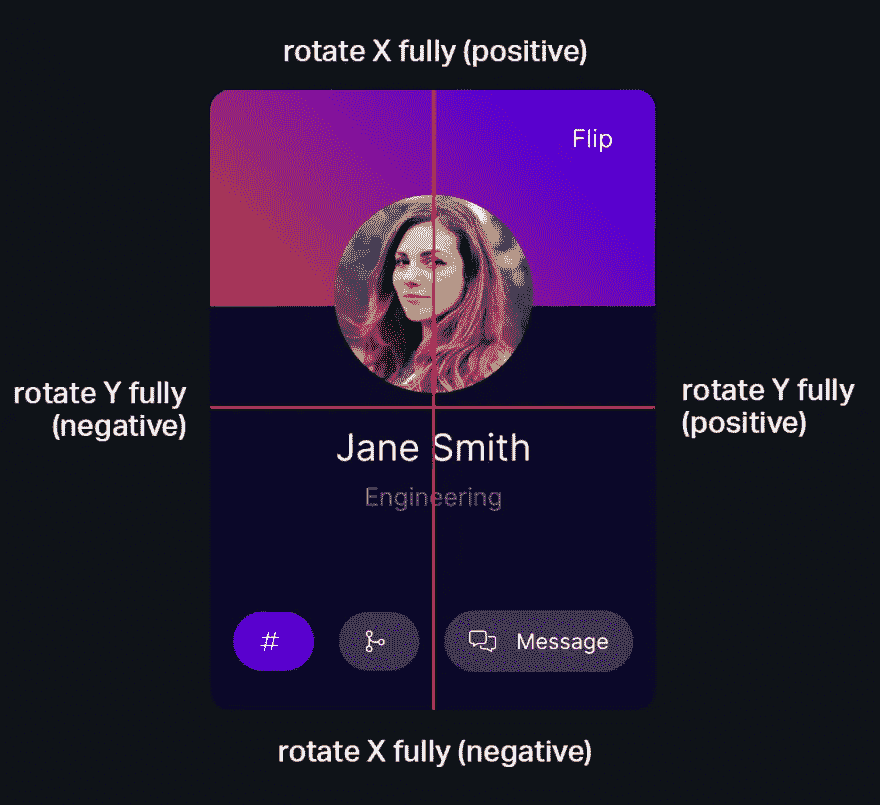 rotate X fully (positive)
Flip
rotate Y fully
(negative)
rotate Y fully
(positive)
Jane Smith
Engineering
#
Message
rotate X fully (negative)